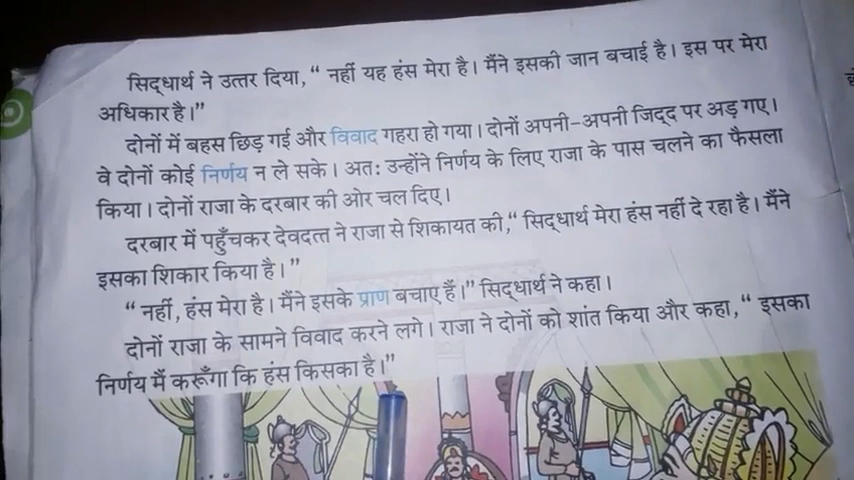 सिद्धार्थ ने उत्तर दिया, “ नहीं यह हंस मेरा है। मैंने इसकी जान बचाई है। इस पर मेरा
अधिकार है।”
दोनों में बहस छिड़ गई और विवाद गहरा हो गया। दोनों अपनी-अपनी जिद्द पर अड़ गए।
वे दोनों कोई निर्णय न ले सके। अतः उन्होंने निर्णय के लिए राजा के पास चलने का फैसला
किया। दोनों राजा के दरबार की ओर चल दिए।
दरबार में पहुँचकर देवदत्त ने राजा से शिकायत की, “ सिद्धार्थ मेरा हंस नहीं दे रहा है। मैंने
इसका शिकार किया है।”
“ नहीं, हंस मेरा है। मैंने इसके प्राण बचाए हैं।” सिद्धार्थ ने कहा।
दोनों राजा के सामने विवाद करने लगे। राजा ने दोनों को शांत किया और कहा, “ इसका
निर्णय मैं करूँगा कि हंस किसका है।”